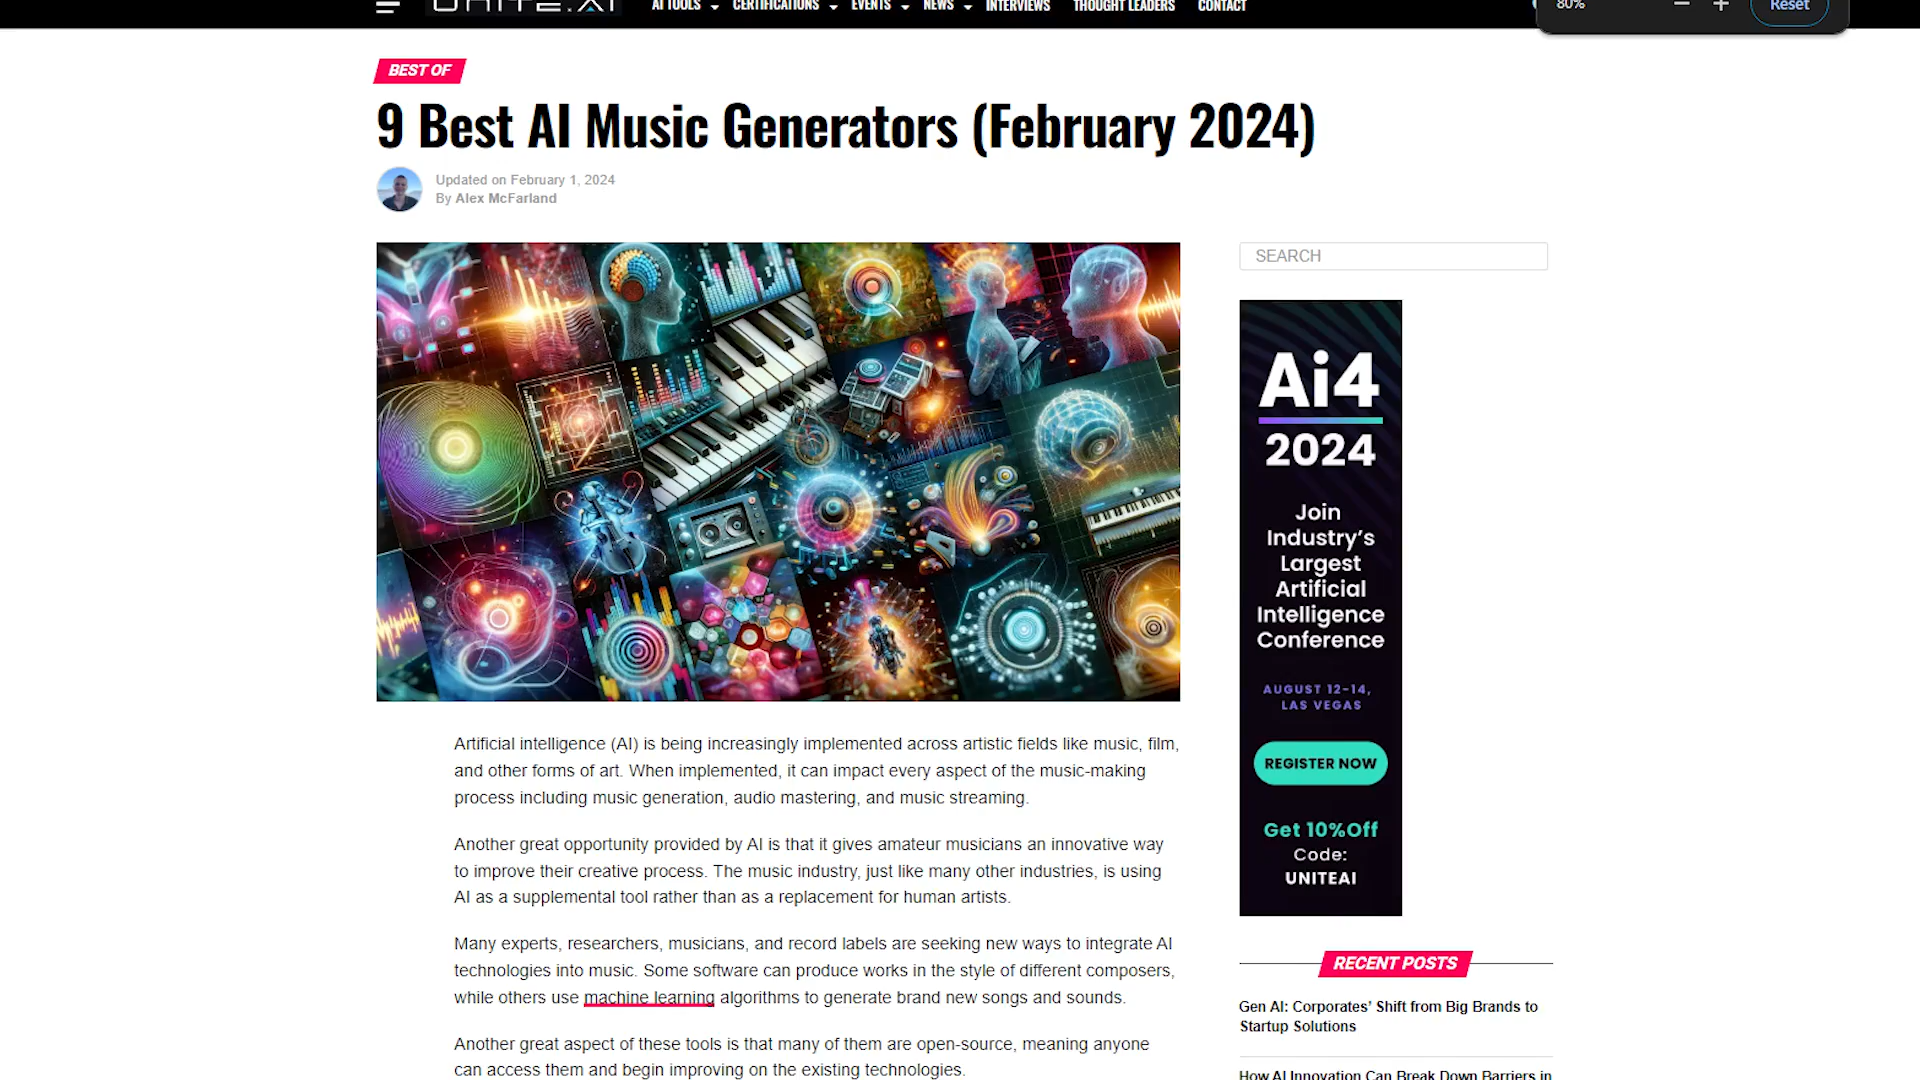 UNITE.AI
AI TOOLS CERTIFICATIONS EVENTS NEWS INTERVIEWS THOUGHT LEADERS CONTACT
80% − + Reset
BEST OF
9 Best AI Music Generators (February 2024)
Updated on February 1, 2024
By Alex McFarland
SEARCH
Ai4
2024
Join
Industry’s
Largest
Artificial
Intelligence
Conference
AUGUST 12-14,
LAS VEGAS
REGISTER NOW
Get 10%Off
Code:
UNITEAI
Artificial intelligence (AI) is being increasingly implemented across artistic fields like music, film,
and other forms of art. When implemented, it can impact every aspect of the music-making
process including music generation, audio mastering, and music streaming.
Another great opportunity provided by AI is that it gives amateur musicians an innovative way
to improve their creative process. The music industry, just like many other industries, is using
AI as a supplemental tool rather than as a replacement for human artists.
Many experts, researchers, musicians, and record labels are seeking new ways to integrate AI
technologies into music. Some software can produce works in the style of different composers,
while others use machine learning algorithms to generate brand new songs and sounds.
Another great aspect of these tools is that many of them are open-source, meaning anyone
can access them and begin improving on the existing technologies.
RECENT POSTS
Gen AI: Corporates’ Shift from Big Brands to
Startup Solutions
How AI Innovation Can Break Down Barriers in